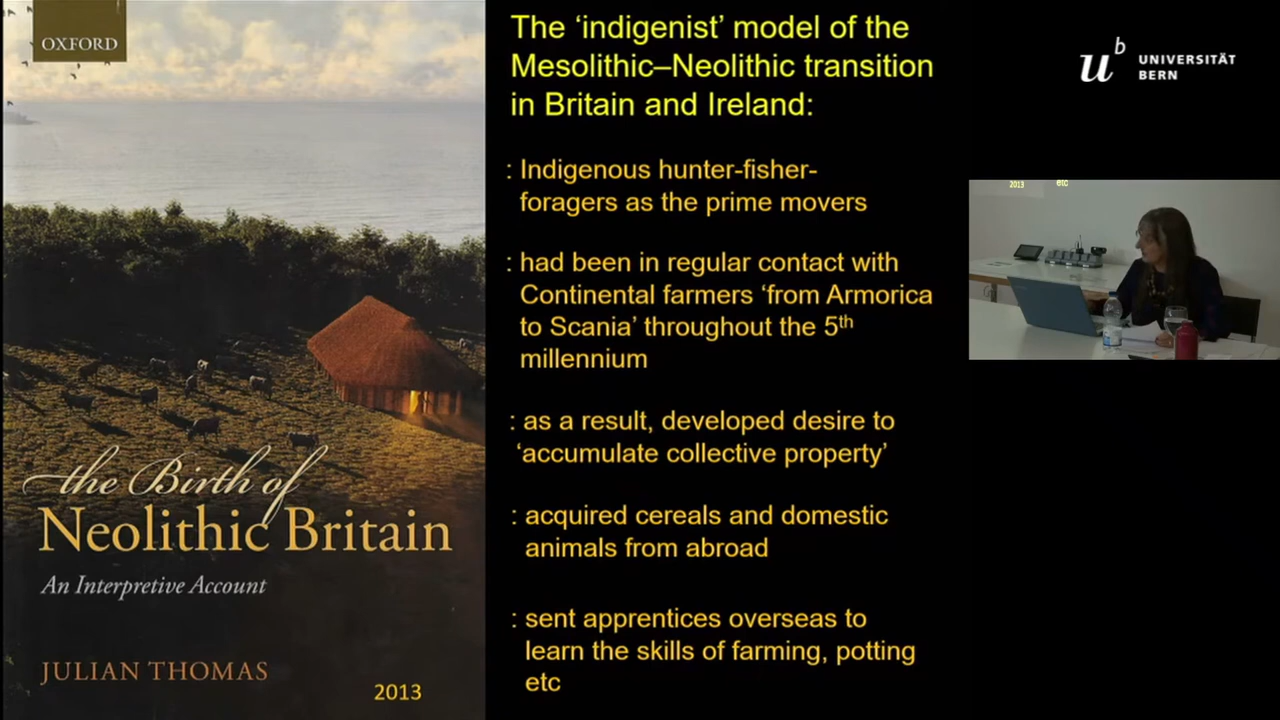 OXFORD
the Birth of
Neolithic Britain
An Interpretive Account
JULIAN THOMAS
2013
The ‘indigenist’ model of the
Mesolithic–Neolithic transition
in Britain and Ireland:
: Indigenous hunter-fisher-
foragers as the prime movers
: had been in regular contact with
Continental farmers ‘from Armorica
to Scania’ throughout the 5th
millennium
: as a result, developed desire to
‘accumulate collective property’
: acquired cereals and domestic
animals from abroad
: sent apprentices overseas to
learn the skills of farming, potting
etc
u b UNIVERSITÄT
BERN
2013 etc